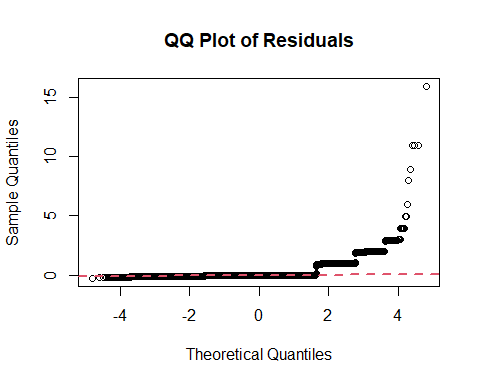 QQ Plot of Residuals
15
10
5
0
Sample Quantiles
-4 -2 0 2 4
Theoretical Quantiles